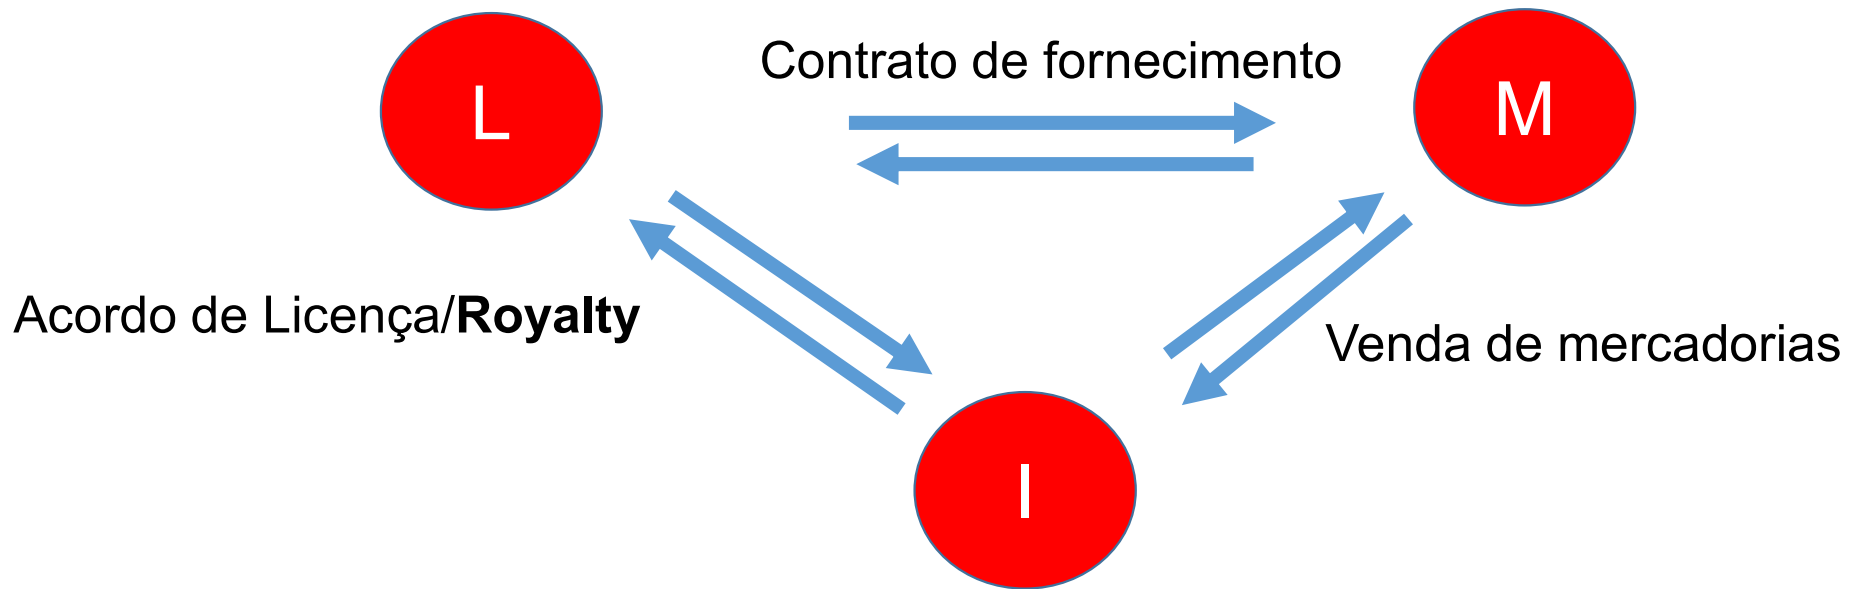 Contrato de fornecimento
L
M
Acordo de Licença/Royalty
Venda de mercadorias
I